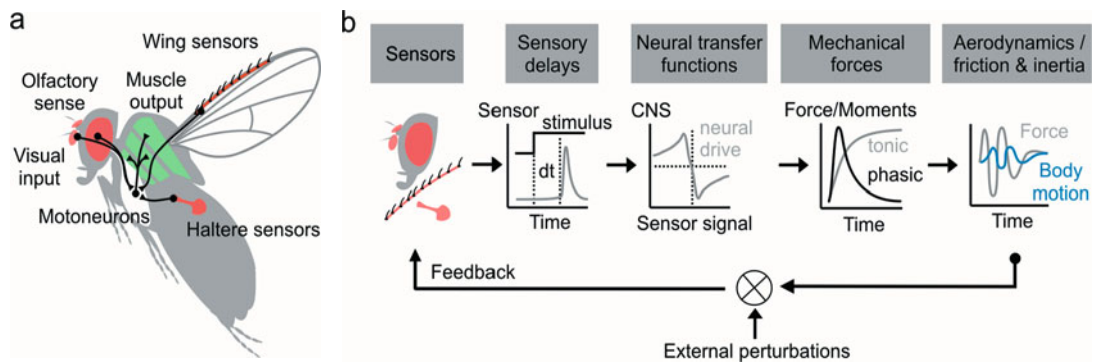 a
Wing sensors
Olfactory
sense
Muscle
output
Visual
input
Motoneurons
Haltere sensors
b
Sensors
Sensory
delays
Neural transfer
functions
Mechanical
forces
Aerodynamics /
friction & inertia
Sensor
stimulus
dt
Time
CNS
neural
drive
Sensor signal
Force/Moments
tonic
phasic
Time
Force
Body
motion
Time
Feedback
External perturbations